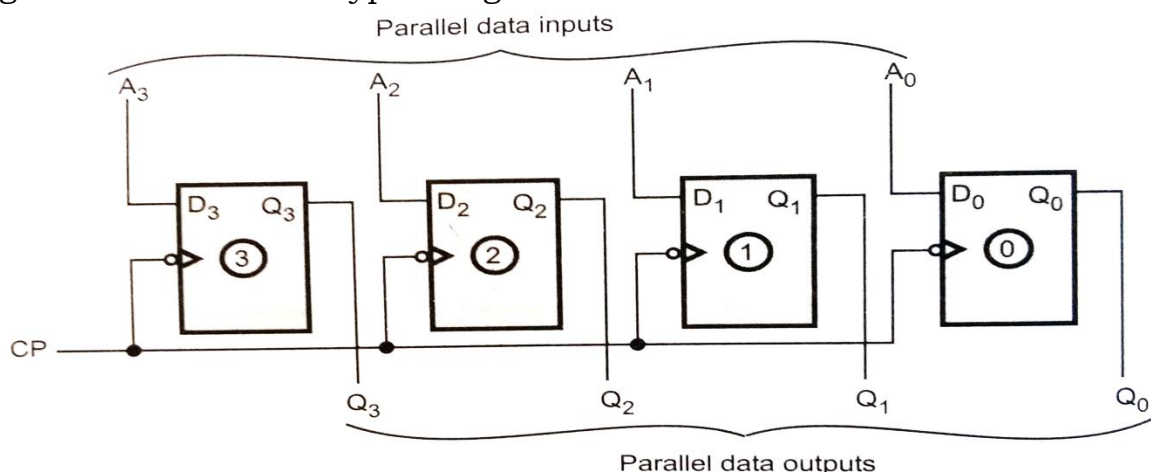 Parallel data inputs
A3 A2 A1 A0
D3 Q3 D2 Q2 D1 Q1 D0 Q0
3 2 1 0
CP
Q3 Q2 Q1 Q0
Parallel data outputs